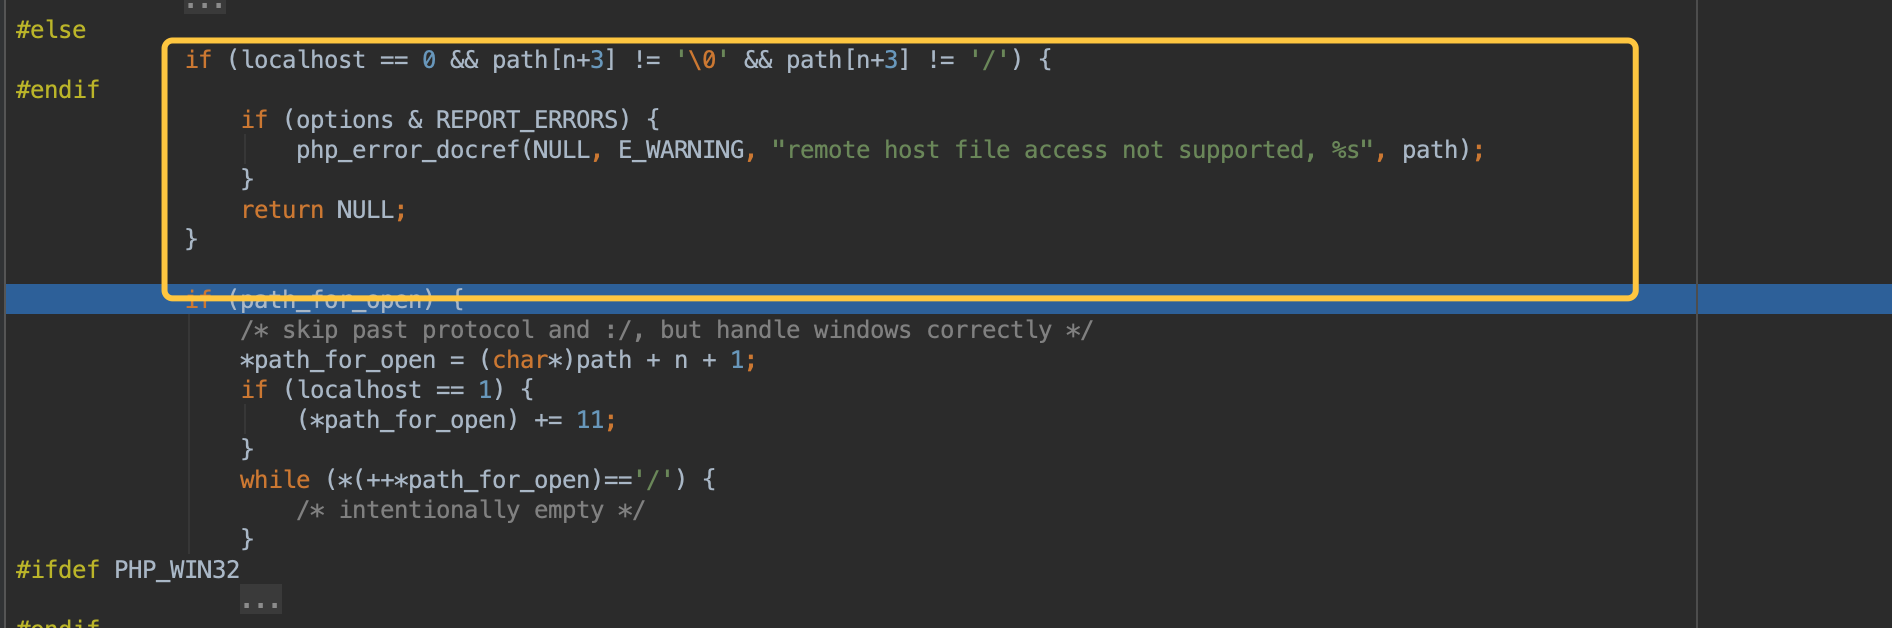 ...
#else
if (localhost == 0 && path[n+3] != '\0' && path[n+3] != '/') {
#endif
if (options & REPORT_ERRORS) {
php_error_docref(NULL, E_WARNING, "remote host file access not supported, %s", path);
}
return NULL;
}
if (path_for_open) {
/* skip past protocol and :/, but handle windows correctly */
*path_for_open = (char*)path + n + 1;
if (localhost == 1) {
(*path_for_open) += 11;
}
while (*(++*path_for_open)=='/') {
/* intentionally empty */
}
#ifdef PHP_WIN32
...
#endif